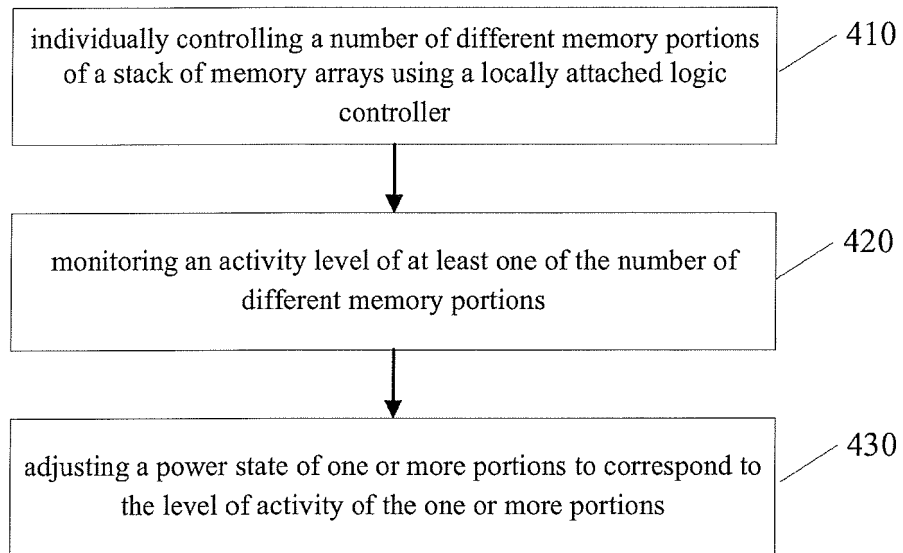 individually controlling a number of different memory portions
of a stack of memory arrays using a locally attached logic
controller
410
monitoring an activity level of at least one of the number of
different memory portions
420
adjusting a power state of one or more portions to correspond to
the level of activity of the one or more portions
430